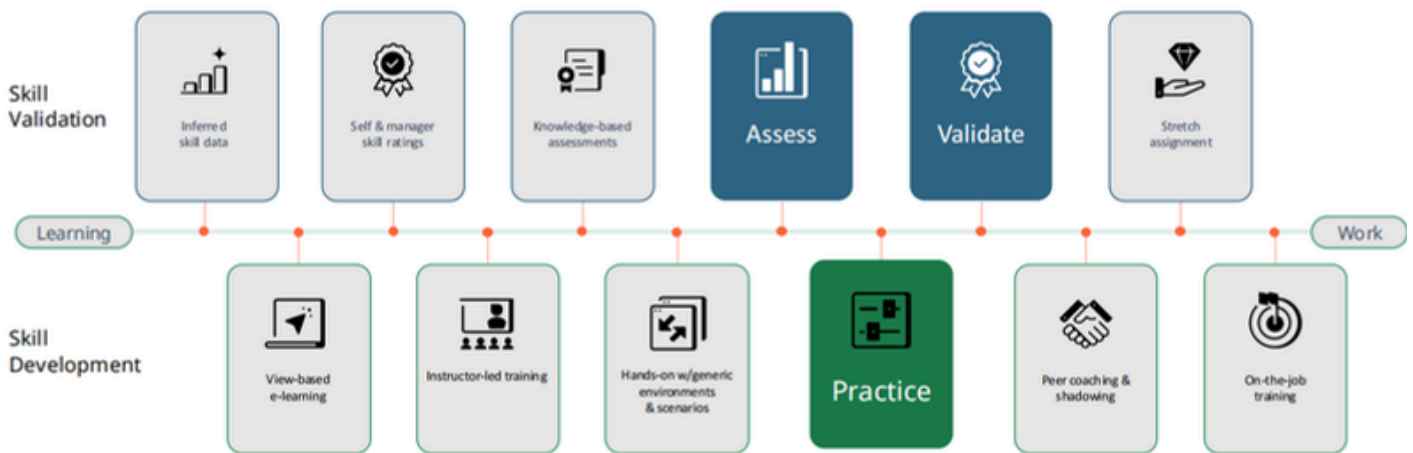 Skill
Validation
Inferred
skill data
Self & manager
skill ratings
Knowledge-based
assessments
Assess
Validate
Stretch
assignment
Learning
Work
Skill
Development
View-based
e-learning
Instructor-led training
Hands-on w/generic
environments
& scenarios
Practice
Peer coaching &
shadowing
On-the-job
training